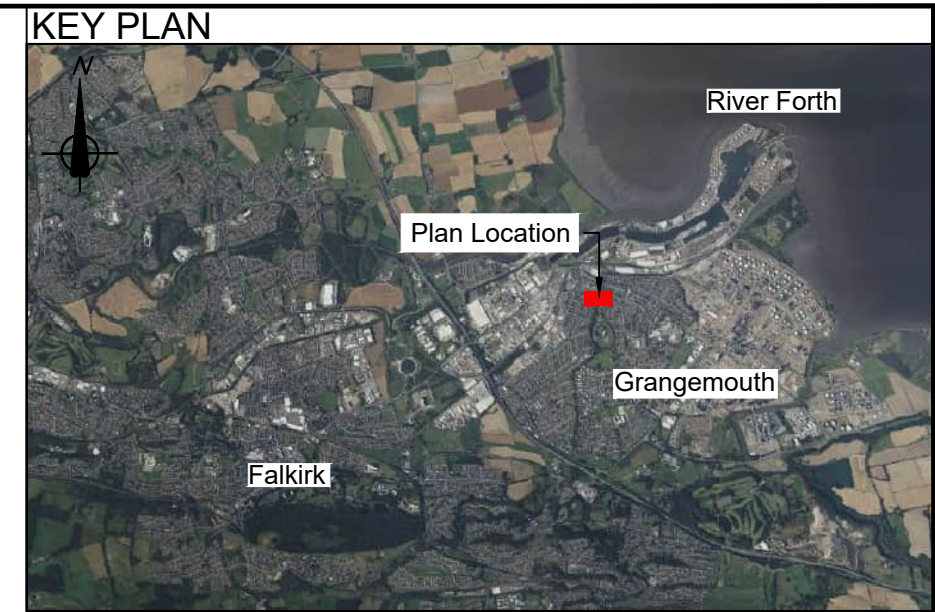 KEY PLAN
N
River Forth
Plan Location
Grangemouth
Falkirk